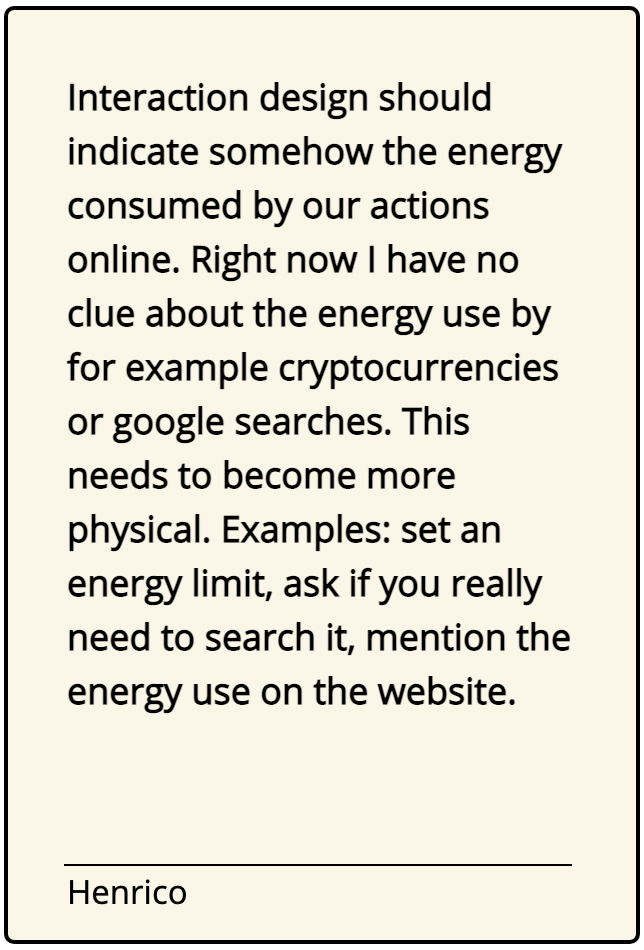 Interaction design should
indicate somehow the energy
consumed by our actions
online. Right now I have no
clue about the energy use by
for example cryptocurrencies
or google searches. This
needs to become more
physical. Examples: set an
energy limit, ask if you really
need to search it, mention the
energy use on the website.
Henrico